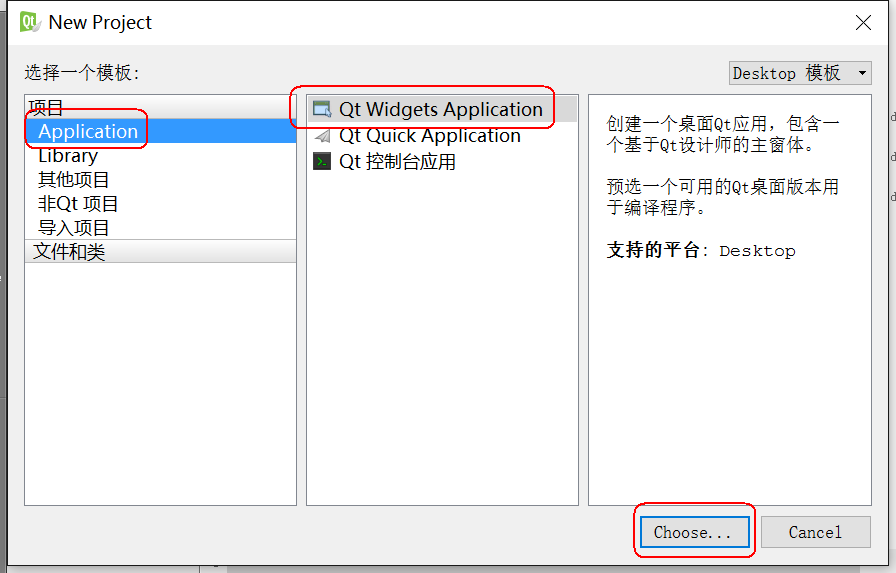 New Project
选择一个模板:
Desktop 模板
项目
Application
Library
其他项目
非Qt 项目
导入项目
文件和类
Qt Widgets Application
Qt Quick Application
Qt 控制台应用
创建一个桌面Qt应用，包含一
个基于Qt设计师的主窗体。
预选一个可用的Qt桌面版本用
于编译程序。
支持的平台: Desktop
Choose...
Cancel